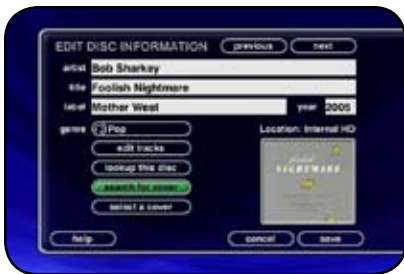 EDIT DISC INFORMATION previous next
artist Bob Sharkey
title Foolish Nightmare
label Mother West year 2005
genre Pop Location: Internal HD
edit tracks
lookup this disc
search for cover
select a cover
NIGHTMARE
help cancel save